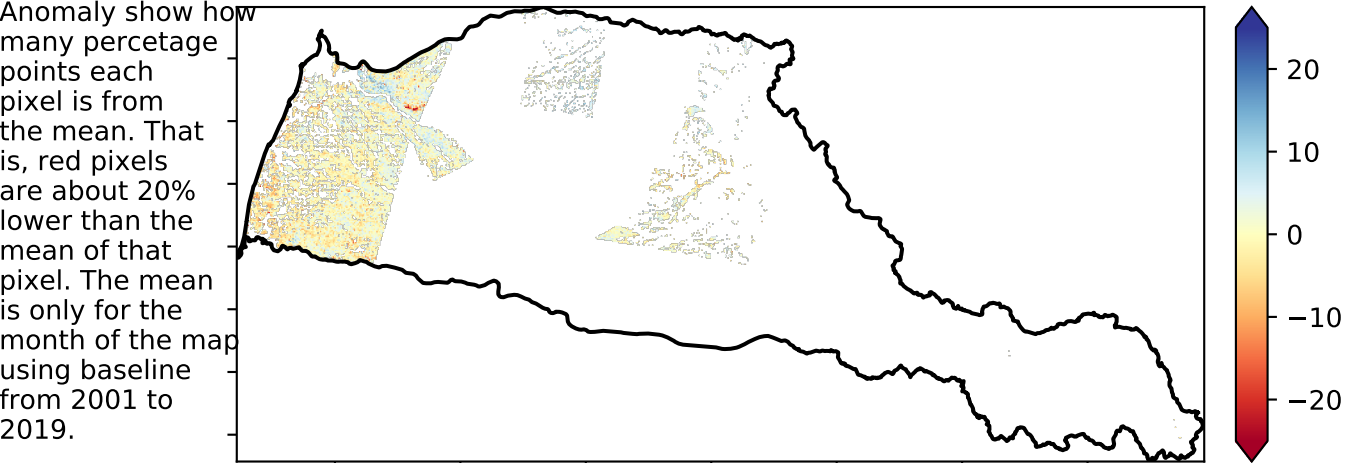 Anomaly show how
many percetage
points each
pixel is from
the mean. That
is, red pixels
are about 20%
lower than the
mean of that
pixel. The mean
is only for the
month of the map
using baseline
from 2001 to
2019.
20
10
0
−10
−20